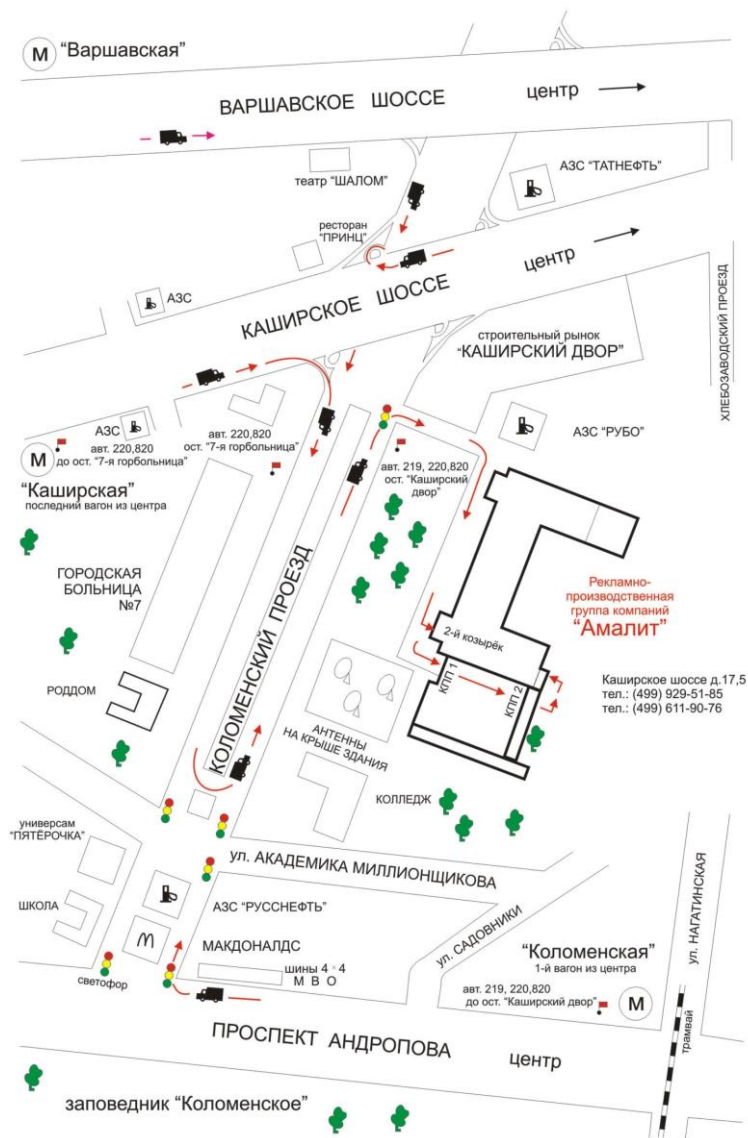 М "Варшавская"
ВАРШАВСКОЕ ШОССЕ
центр
театр "ШАЛОМ"
АЗС "ТАТНЕФТЬ"
ресторан
"ПРИНЦ"
центр
АЗС
КАШИРСКОЕ ШОССЕ
строительный рынок
"КАШИРСКИЙ ДВОР"
ХЛЕБОЗАВОДСКИЙ ПРОЕЗД
АЗС
авт. 220,820
до ост. "7-я горбольница"
авт. 220,820
ост. "7-я горбольница"
АЗС "РУБО"
М
авт. 219, 220,820
ост. "Каширский
двор"
"Каширская"
последний вагон из центра
ГОРОДСКАЯ
БОЛЬНИЦА
№7
КОЛОМЕНСКИЙ ПРОЕЗД
Рекламно-
производственная
группа компаний
"Амалит"
2-й козырёк
КПП 1
КПП 2
Каширское шоссе д.17,5
тел.: (499) 929-51-85
тел.: (499) 611-90-76
РОДДОМ
АНТЕННЫ
НА КРЫШЕ ЗДАНИЯ
КОЛЛЕДЖ
универсам
"ПЯТЁРОЧКА"
ул. АКАДЕМИКА МИЛЛИОНЩИКОВА
ШКОЛА
АЗС "РУССНЕФТЬ"
МАКДОНАЛДС
ул. САДОВНИКИ
ул. НАГАТИНСКАЯ
"Коломенская"
1-й вагон из центра
шины 4 × 4
М В О
светофор
авт. 219, 220,820
до ост. "Каширский двор"
М
трамвай
ПРОСПЕКТ АНДРОПОВА
центр
заповедник "Коломенское"